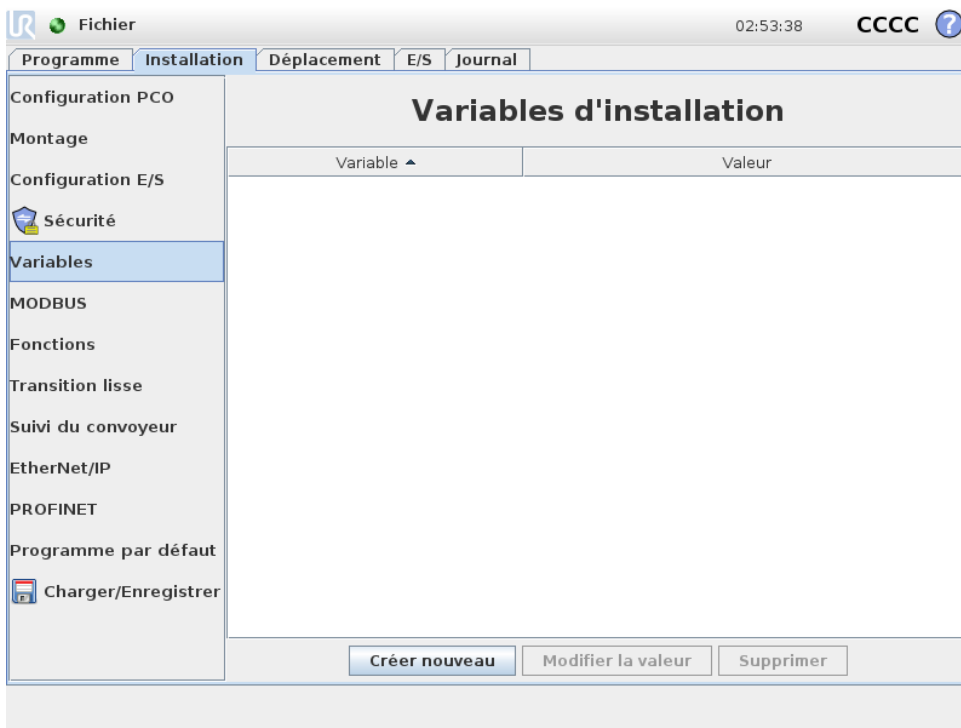 UR Fichier 02:53:38 CCCC ?
Programme Installation Déplacement E/S Journal
Configuration PCO
Variables d'installation
Montage
Variable Valeur
Configuration E/S
Sécurité
Variables
MODBUS
Fonctions
Transition lisse
Suivi du convoyeur
EtherNet/IP
PROFINET
Programme par défaut
Charger/Enregistrer
Créer nouveau Modifier la valeur Supprimer